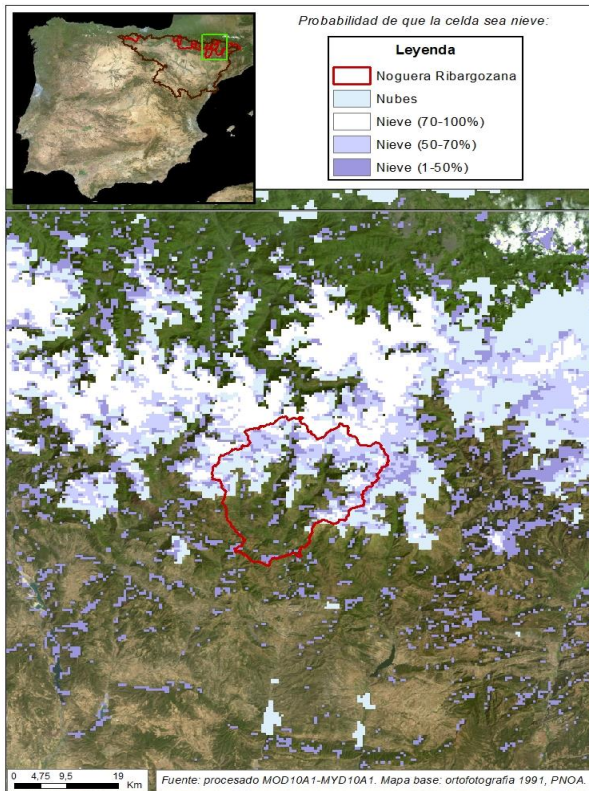 Probabilidad de que la celda sea nieve:
Leyenda
Noguera Ribargozana
Nubes
Nieve (70-100%)
Nieve (50-70%)
Nieve (1-50%)
0 4,75 9,5 19
Km
Fuente: procesado MOD10A1-MYD10A1. Mapa base: ortofotografia 1991, PNOA.